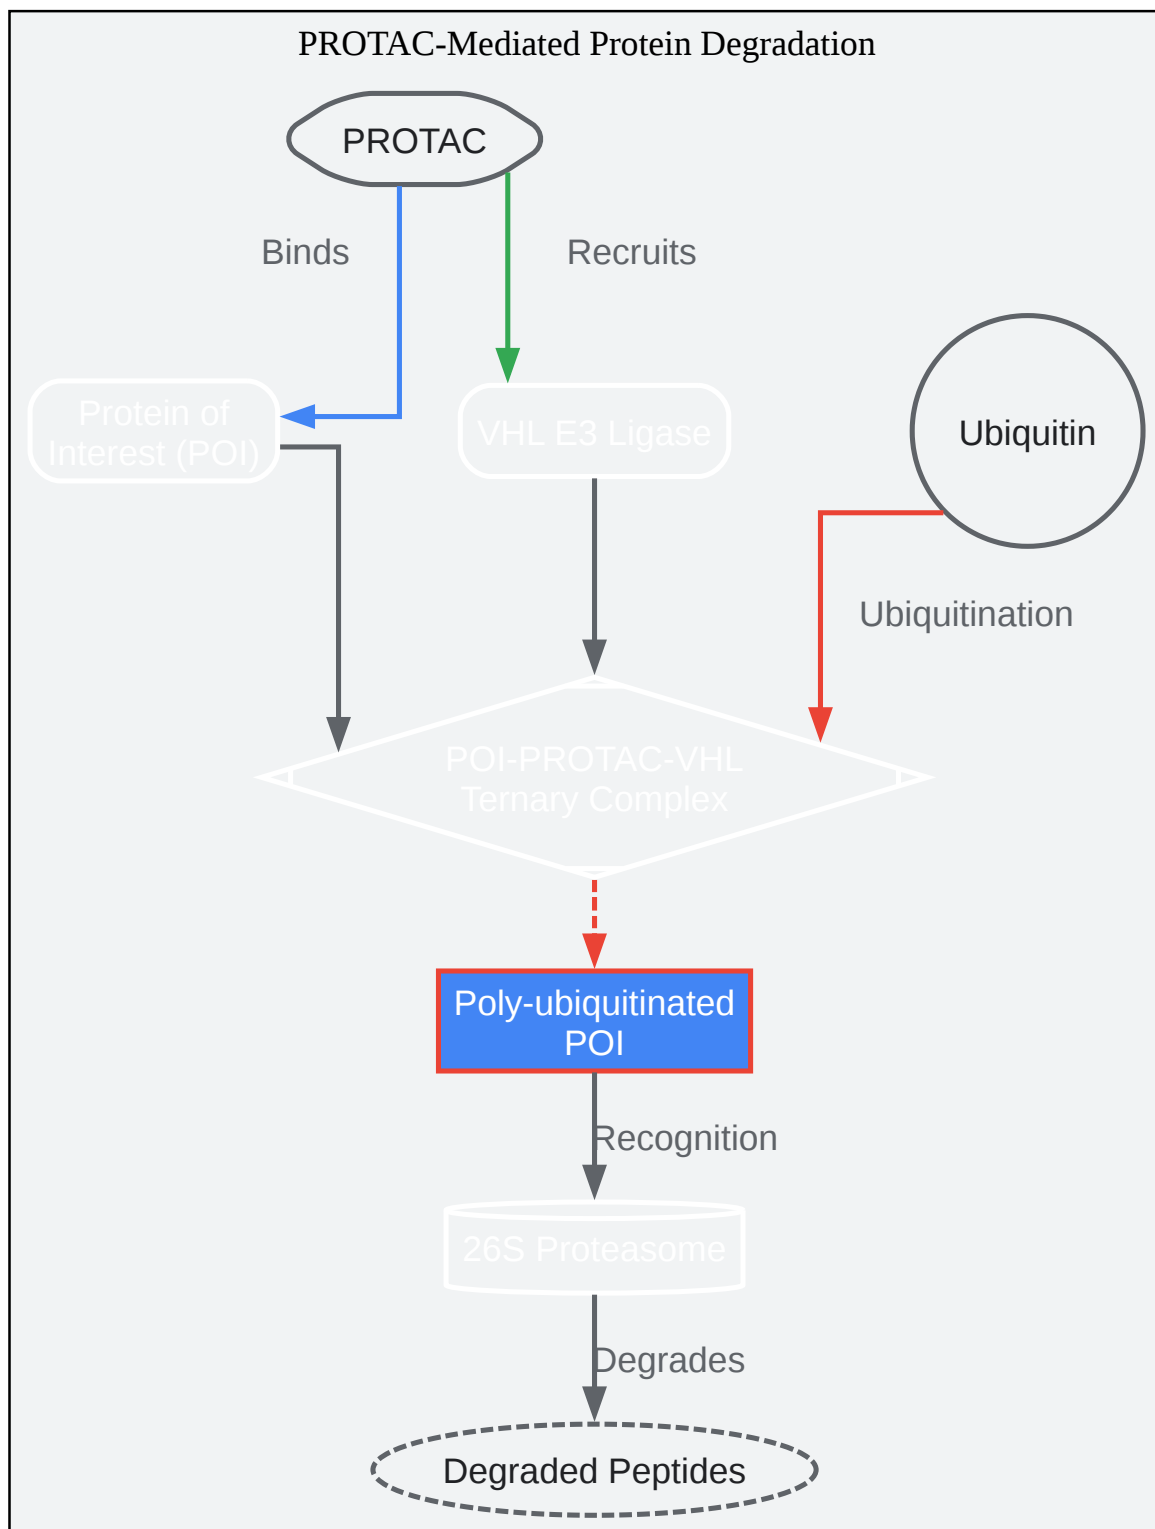 PROTAC-Mediated Protein Degradation
PROTAC
Binds
Recruits
Protein of
Interest (POI)
VHL E3 Ligase
Ubiquitin
Ubiquitination
POI-PROTAC-VHL
Ternary Complex
Poly-ubiquitinated
POI
Recognition
26S Proteasome
Degrades
Degraded Peptides